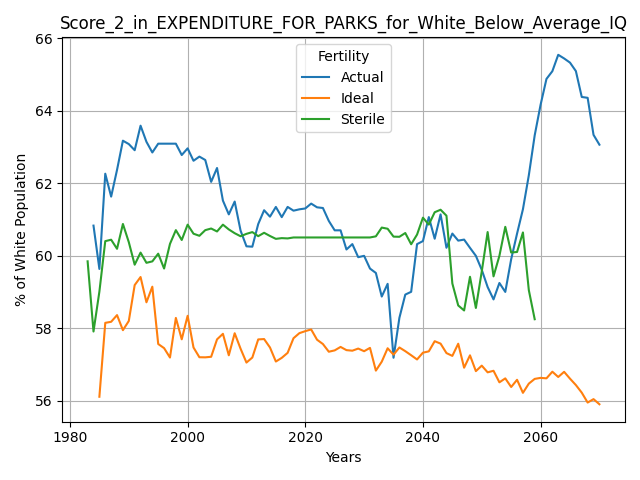 Score_2_in_EXPENDITURE_FOR_PARKS_for_White_Below_Average_IQ
Fertility
Actual
Ideal
Sterile
% of White Population
66
64
62
60
58
56
1980
2000
2020
2040
2060
Years